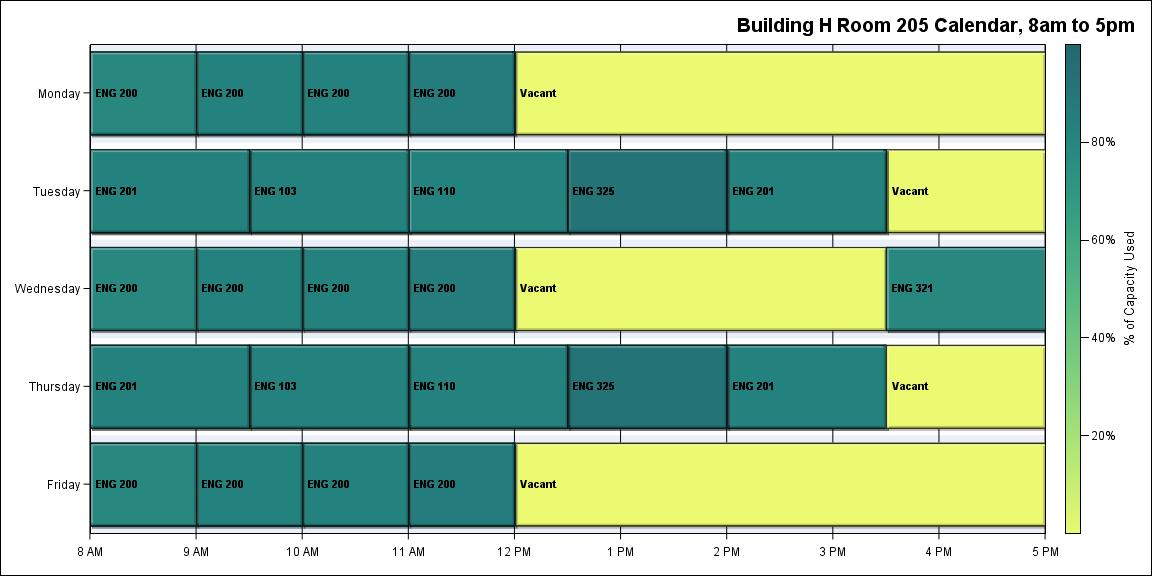 Building H Room 205 Calendar, 8am to 5pm
Monday
ENG 200
ENG 200
ENG 200
ENG 200
Vacant
Tuesday
ENG 201
ENG 103
ENG 110
ENG 325
ENG 201
Vacant
Wednesday
ENG 200
ENG 200
ENG 200
ENG 200
Vacant
ENG 321
Thursday
ENG 201
ENG 103
ENG 110
ENG 325
ENG 201
Vacant
Friday
ENG 200
ENG 200
ENG 200
ENG 200
Vacant
8 AM
9 AM
10 AM
11 AM
12 PM
1 PM
2 PM
3 PM
4 PM
5 PM
80%
60%
40%
20%
% of Capacity Used